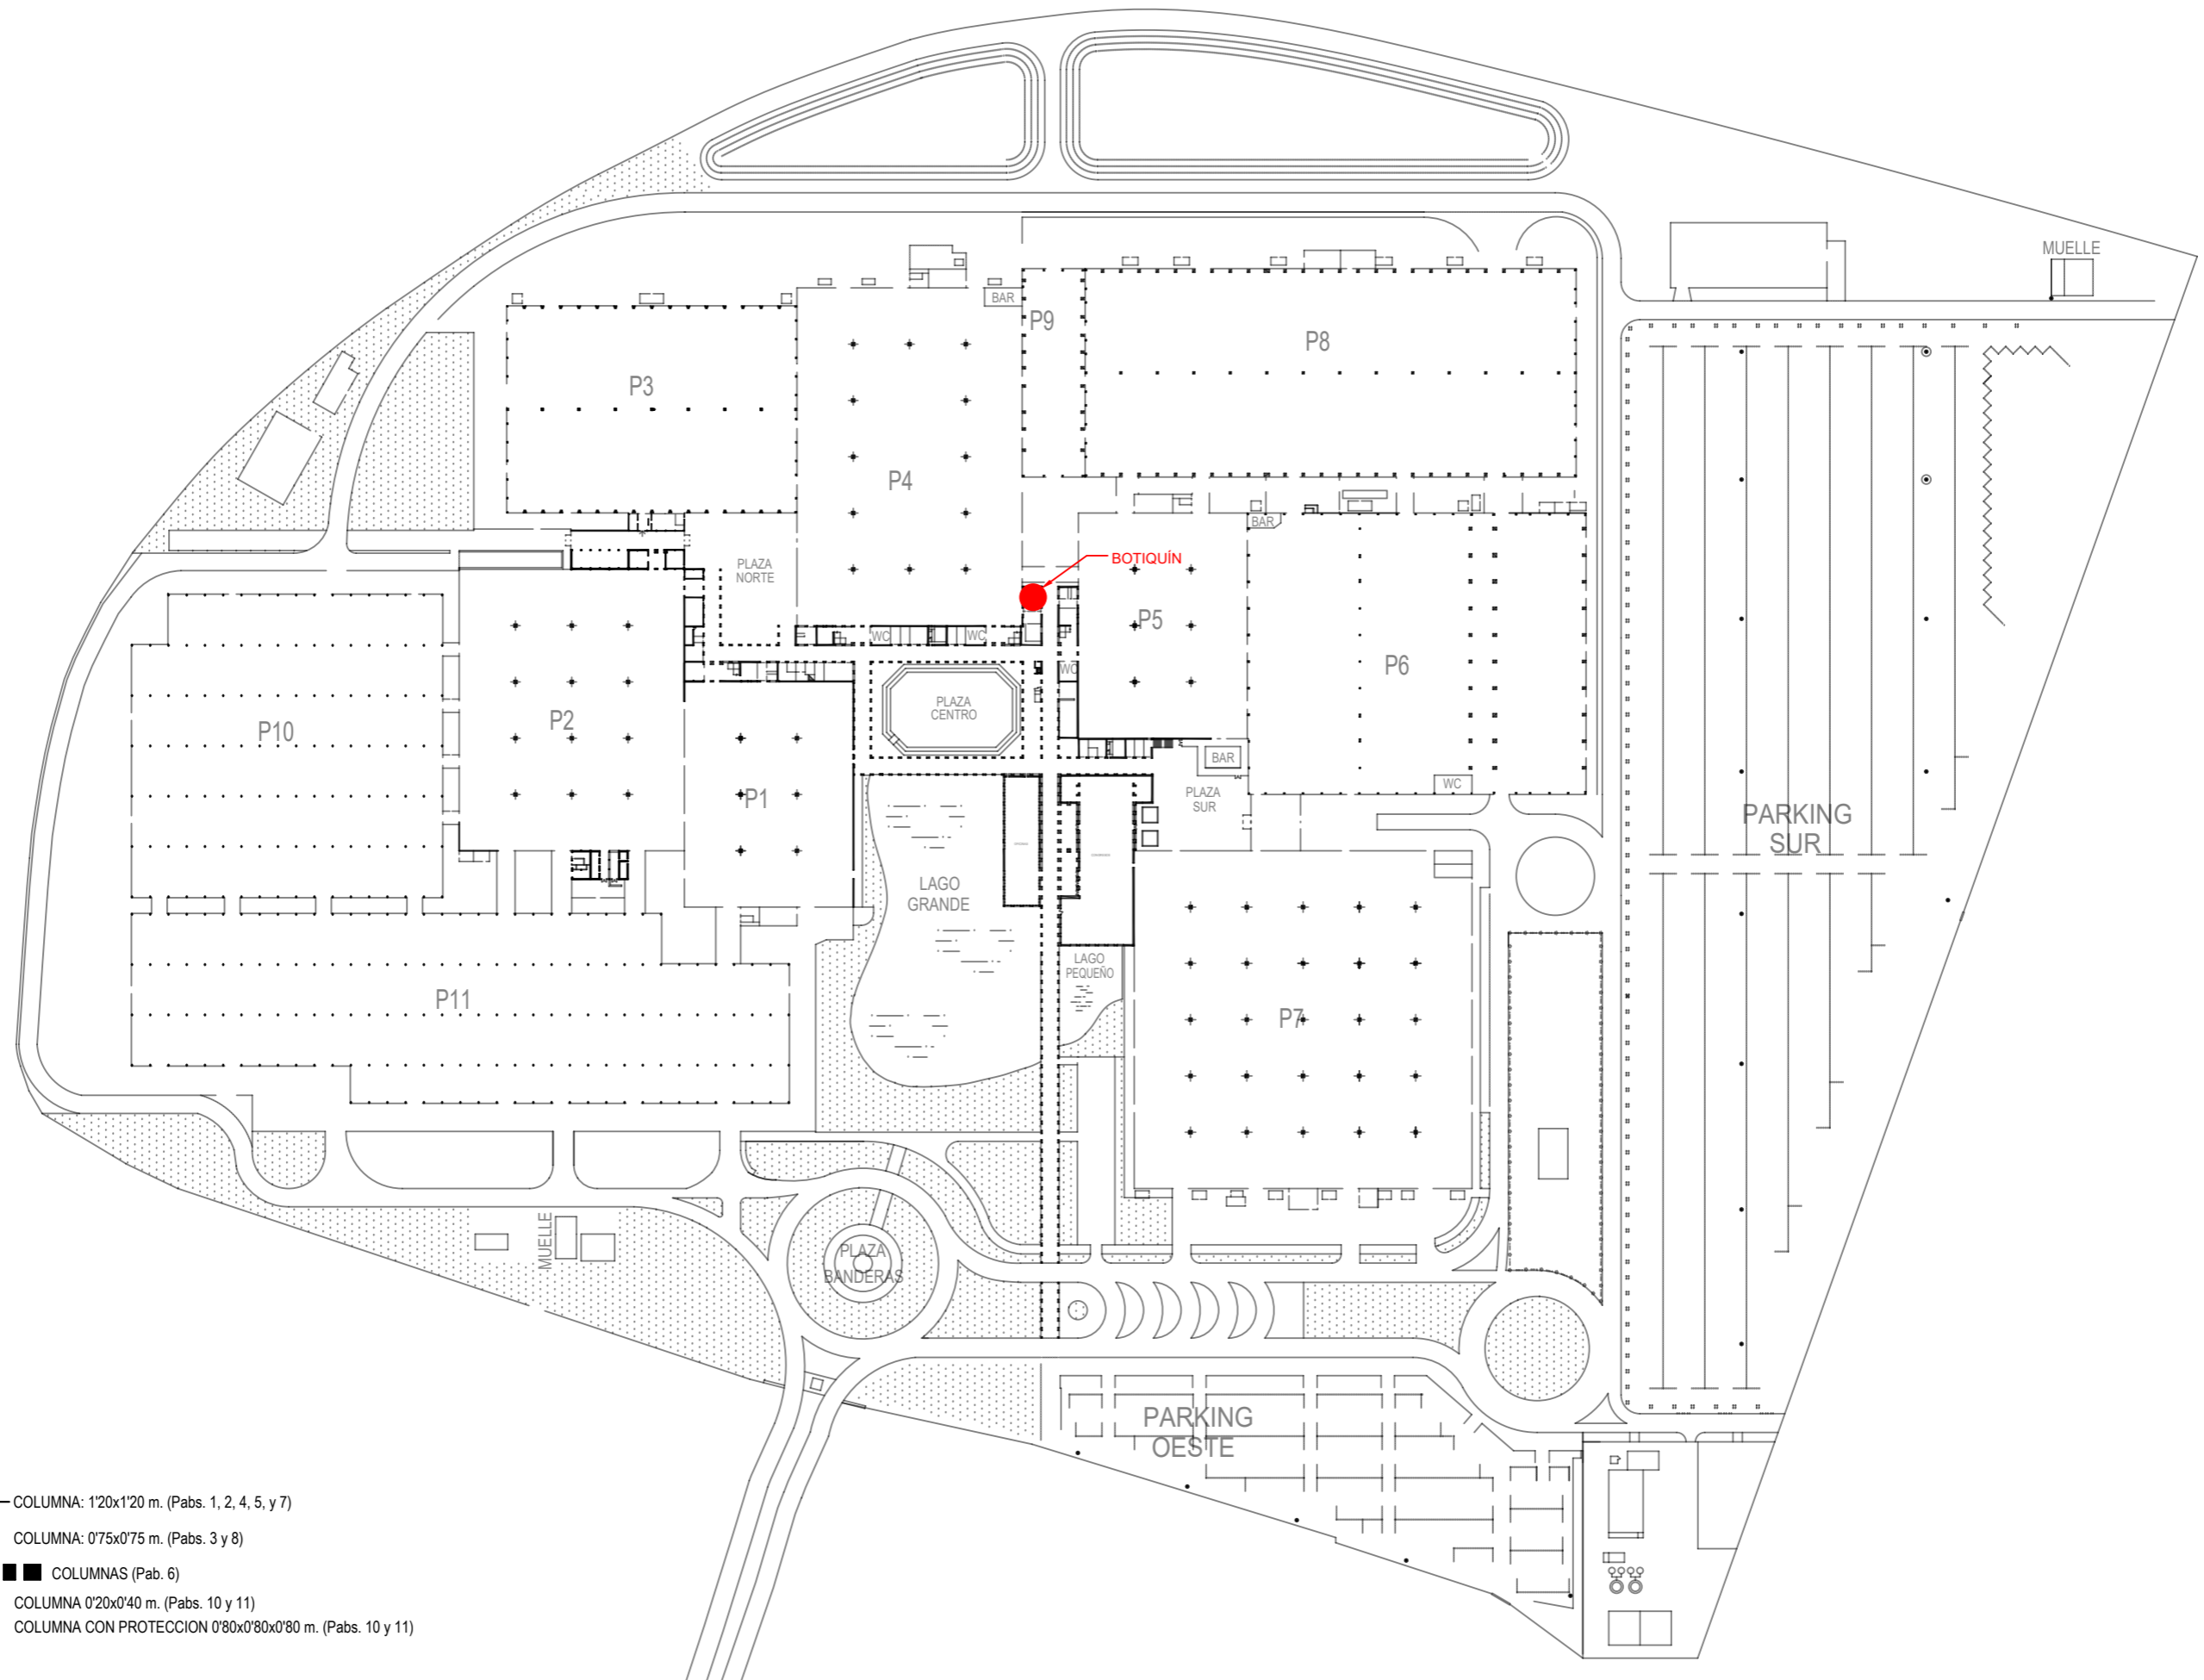 MUELLE
BAR
P9
P8
P3
P4
BAR
BOTIQUÍN
PLAZA
NORTE
P5
WC
WC
P6
WC
PLAZA
CENTRO
P10
P2
BAR
WC
P1
PLAZA
SUR
PARKING
SUR
LAGO
GRANDE
LAGO
PEQUEÑO
P11
P7
MUELLE
PLAZA
BANDERAS
PARKING
OESTE
COLUMNA: 1'20x1'20 m. (Pabs. 1, 2, 4, 5, y 7)
COLUMNA: 0'75x0'75 m. (Pabs. 3 y 8)
COLUMNAS (Pab. 6)
COLUMNA 0'20x0'40 m. (Pabs. 10 y 11)
COLUMNA CON PROTECCION 0'80x0'80x0'80 m. (Pabs. 10 y 11)